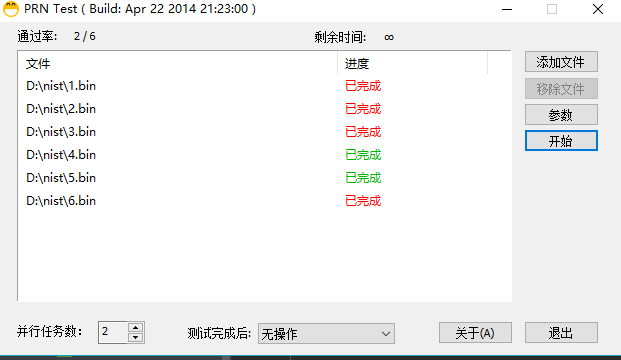 PRN Test ( Build: Apr 22 2014 21:23:00 )
通过率: 2 / 6 剩余时间: ∞
文件 进度 添加文件
D:\nist\1.bin 已完成 移除文件
D:\nist\2.bin 已完成 参数
D:\nist\3.bin 已完成 开始
D:\nist\4.bin 已完成
D:\nist\5.bin 已完成
D:\nist\6.bin 已完成
并行任务数: 2 测试完成后: 无操作 关于(A) 退出